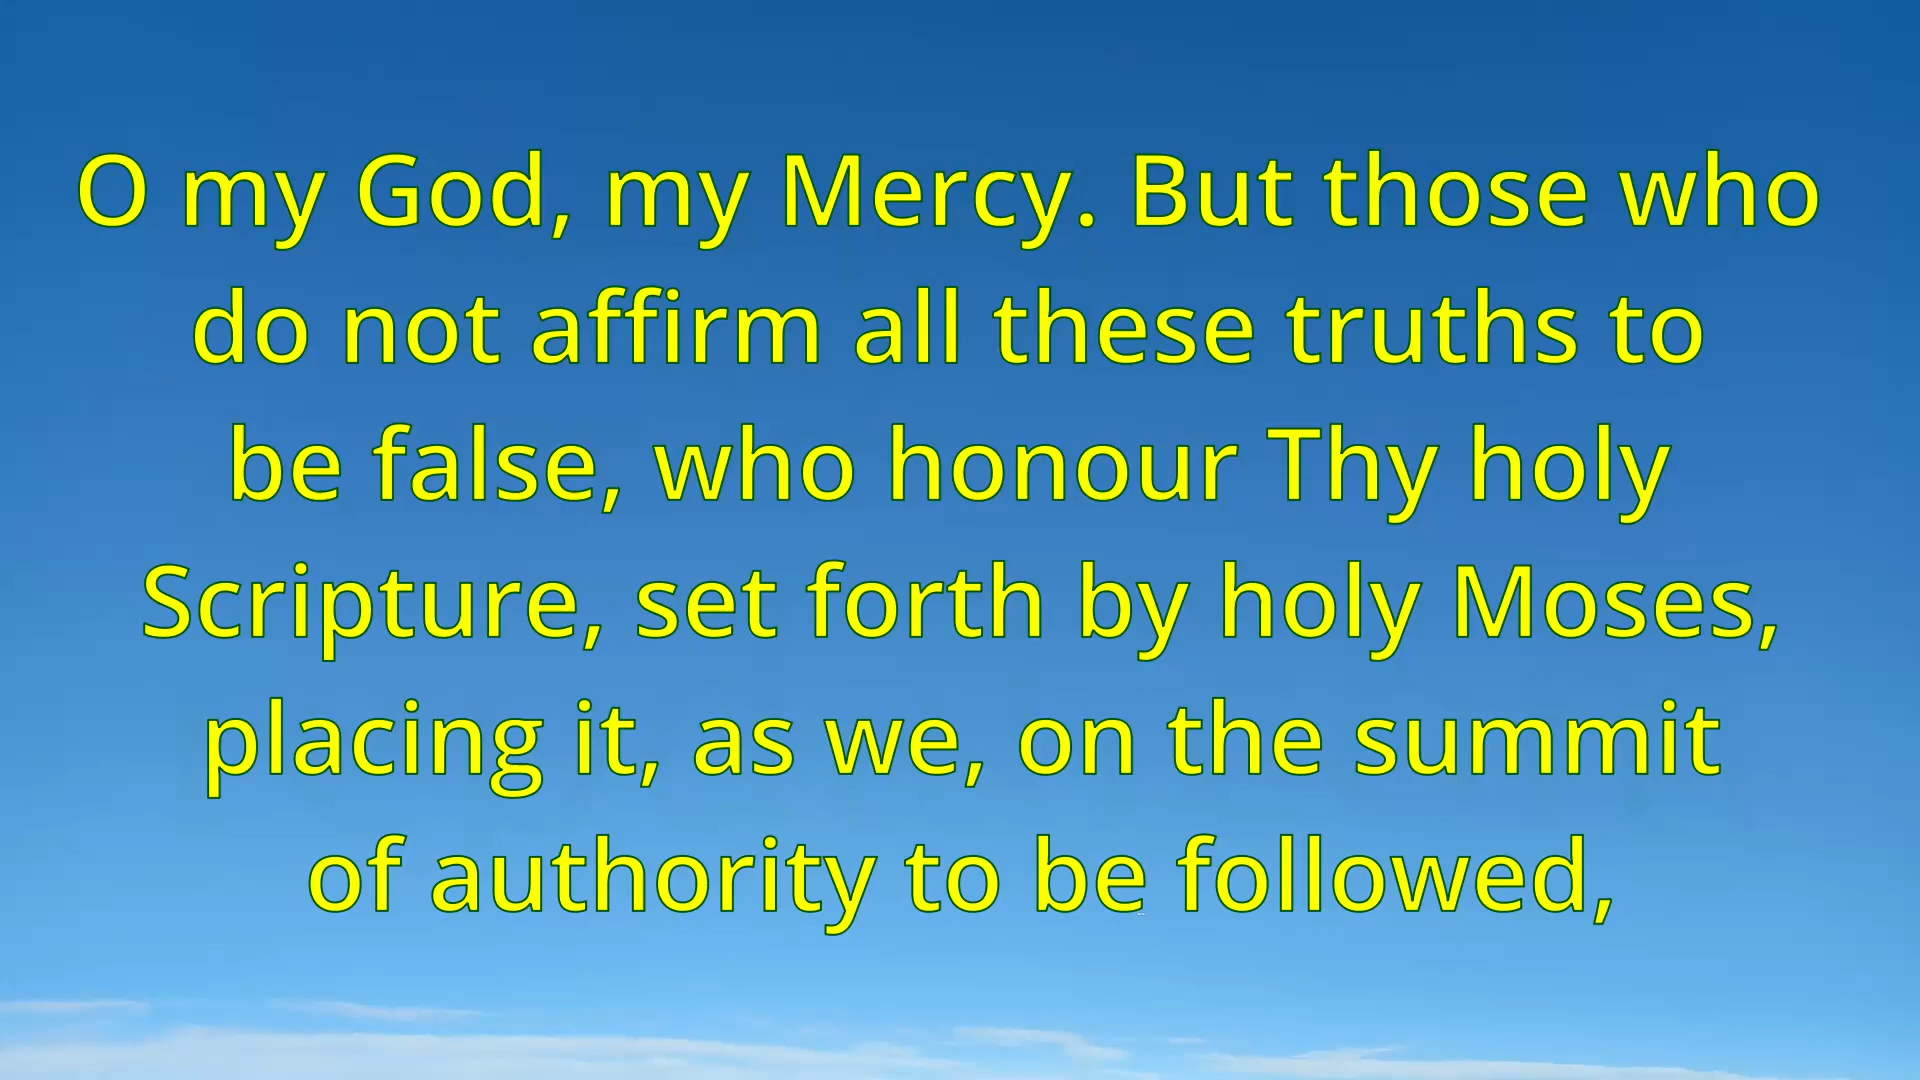 O my God, my Mercy. But those who
do not affirm all these truths to
be false, who honour Thy holy
Scripture, set forth by holy Moses,
placing it, as we, on the summit
of authority to be followed,